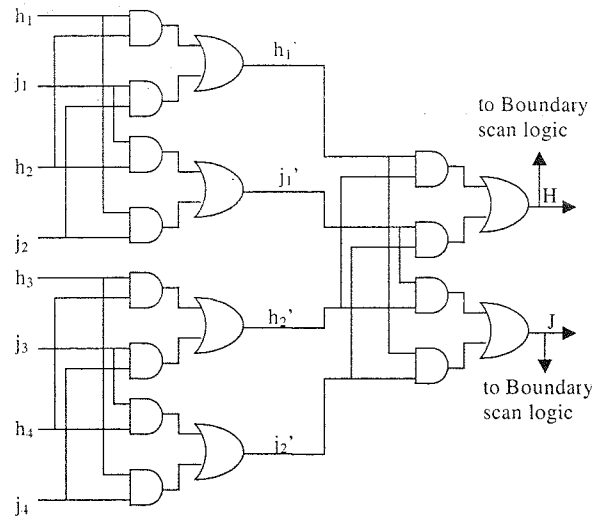 h1
h1'
j1
to Boundary
scan logic
h2
j1'
H
j2
h3
h2'
J
j3
to Boundary
scan logic
h4
j2'
j4